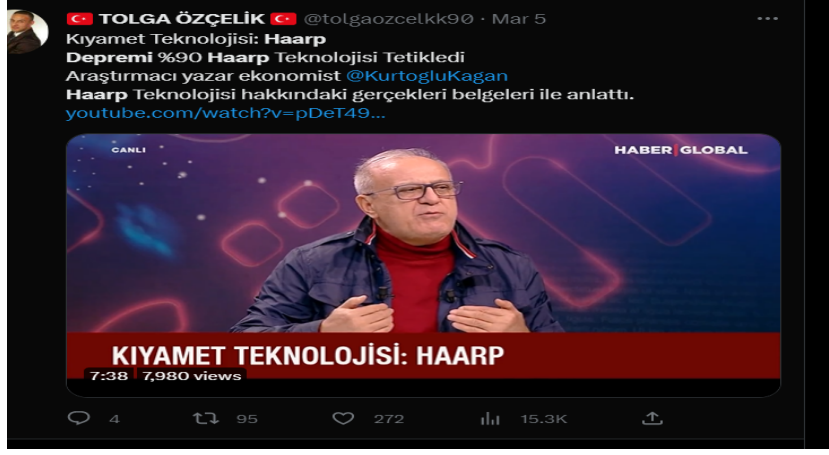 TOLGA ÖZÇELİK @tolgaozcelkk90 · Mar 5
Kıyamet Teknolojisi: Haarp
Depremi %90 Haarp Teknolojisi Tetikledi
Araştırmacı yazar ekonomist @KurtogluKagan
Haarp Teknolojisi hakkındaki gerçekleri belgeleri ile anlattı.
youtube.com/watch?v=pDeT49...
CANLI
HABER GLOBAL
KIYAMET TEKNOLOJİSİ: HAARP
7:38 7,980 views
4 95 272 15.3K